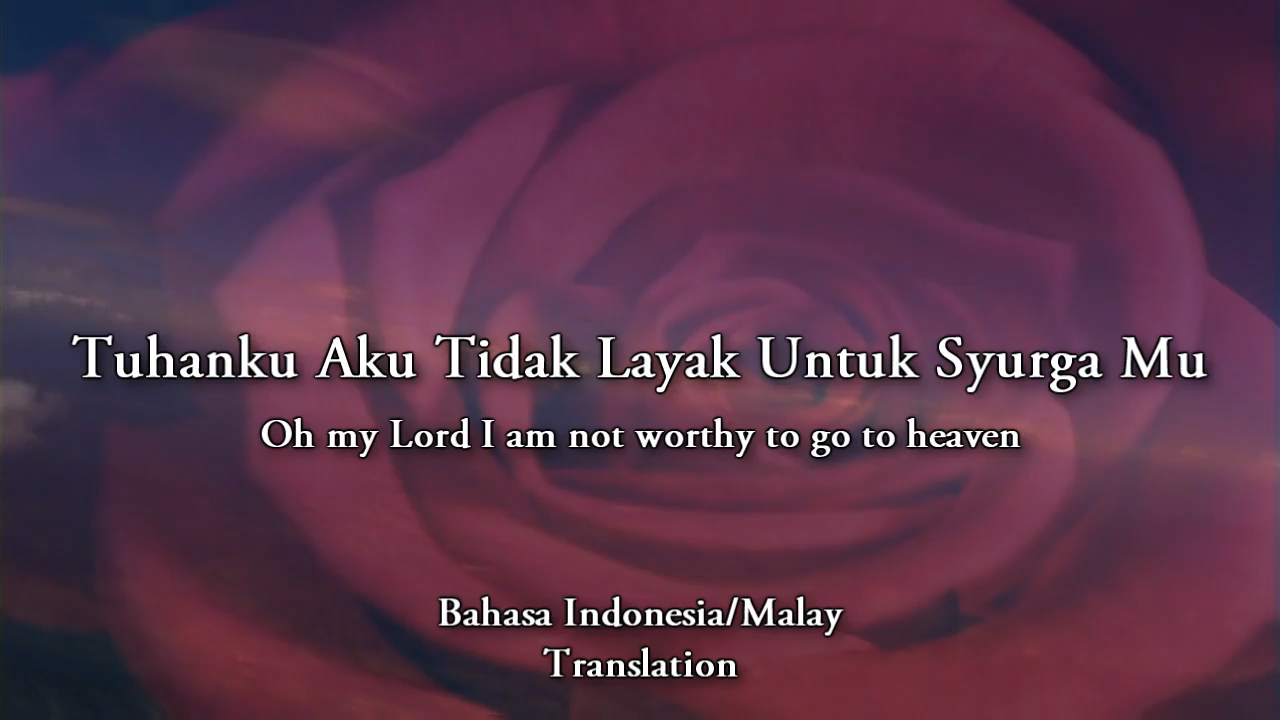 Tuhanku Aku Tidak Layak Untuk Syurga Mu
Oh my Lord I am not worthy to go to heaven
Bahasa Indonesia/Malay
Translation